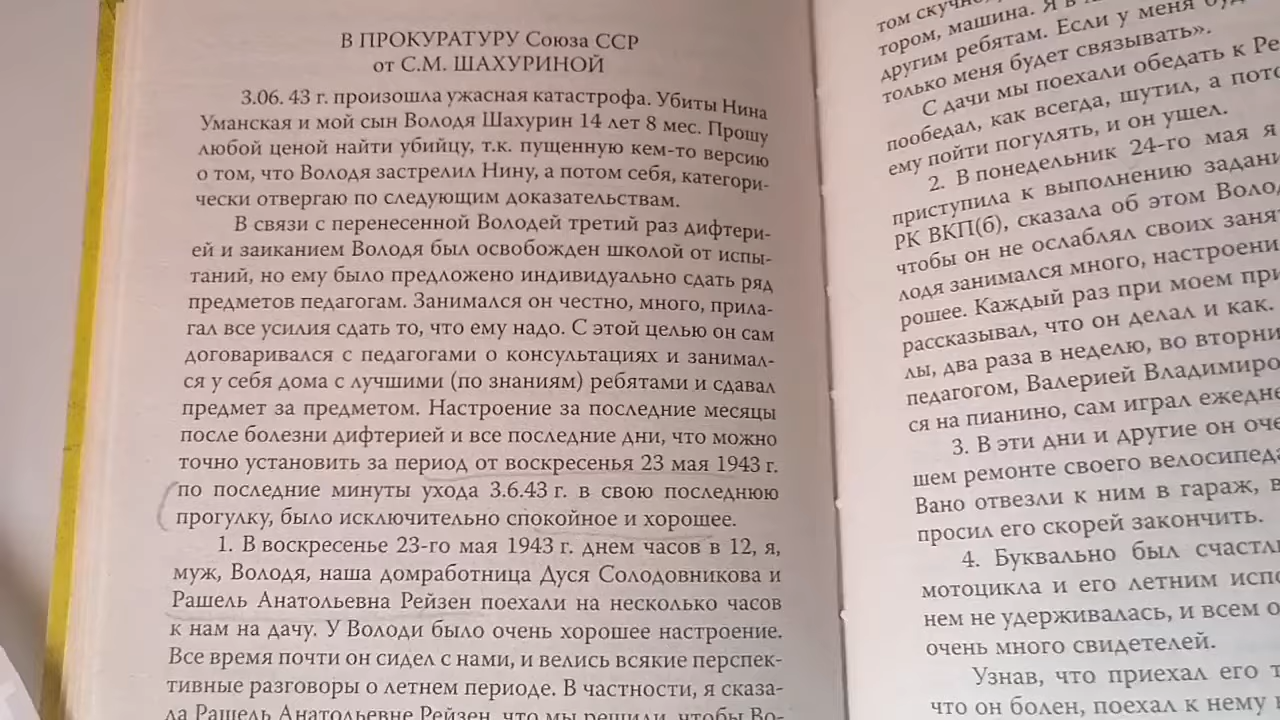 В ПРОКУРАТУРУ Союза ССР
от С.М. ШАХУРИНОЙ
3.06. 43 г. произошла ужасная катастрофа. Убиты Нина
Уманская и мой сын Володя Шахурин 14 лет 8 мес. Прошу
любой ценой найти убийцу, т.к. пущенную кем-то версию
о том, что Володя застрелил Нину, а потом себя, категори-
чески отвергаю по следующим доказательствам.
В связи с перенесенной Володей третий раз дифтери-
ей и заиканием Володя был освобожден школой от испы-
таний, но ему было предложено индивидуально сдать ряд
предметов педагогам. Занимался он честно, много, прила-
гал все усилия сдать то, что ему надо. С этой целью он сам
договаривался с педагогами о консультациях и занимал-
ся у себя дома с лучшими (по знаниям) ребятами и сдавал
предмет за предметом. Настроение за последние месяцы
после болезни дифтерией и все последние дни, что можно
точно установить за период от воскресенья 23 мая 1943 г.
по последние минуты ухода 3.6.43 г. в свою последнюю
прогулку, было исключительно спокойное и хорошее.
1. В воскресенье 23-го мая 1943 г. днем часов в 12, я,
муж, Володя, наша домработница Дуся Солодовникова и
Рашель Анатольевна Рейзен поехали на несколько часов
к нам на дачу. У Володи было очень хорошее настроение.
Все время почти он сидел с нами, и велись всякие перспек-
тивные разговоры о летнем периоде. В частности, я сказа-
ла Рашель Анатольевне Рейзен, что мы решили, чтобы Во-
том
тором, машина. Я в
другим ребятам. Если у меня
только меня будет связывать».
С дачи мы поехали обедать к
пообедал, как всегда, шутил, а
ему пойти погулять, и он ушел.
2. В понедельник 24-го мая я
приступила к выполнению
РК ВКП(б), сказала об этом
чтобы он не ослаблял своих
лодя занимался много,
рошее. Каждый раз при моем
рассказывал, что он делал и как.
лы, два раза в неделю, во
педагогом, Валерией
ся на пианино, сам играл
3. В эти дни и другие он
шем ремонте своего
Вано отвезли к ним в гараж, в
просил его скорей закончить.
4. Буквально был
мотоцикла и его летним
нем не удерживалась, и всем
очень много свидетелей.
Узнав, что приехал его
что он болен, поехал к нему